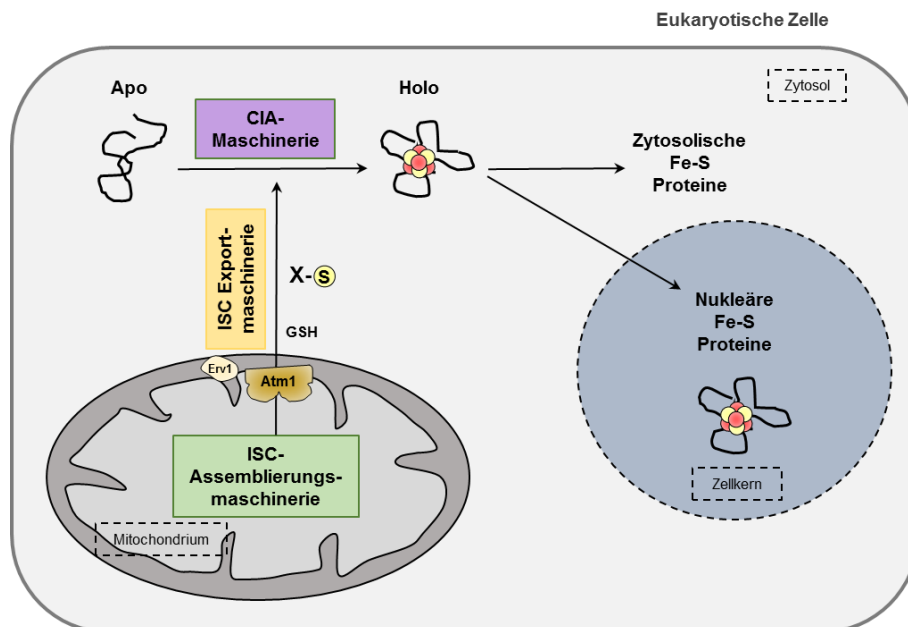 Eukaryotische Zelle
Zytosol
Apo
CIA-
Maschinerie
Holo
Zytosolische
Fe-S
Proteine
ISC Export-
maschinerie
X-S
GSH
Nukleäre
Fe-S
Proteine
Erv1
Atm1
ISC-
Assemblierungs-
maschinerie
Zellkern
Mitochondrium